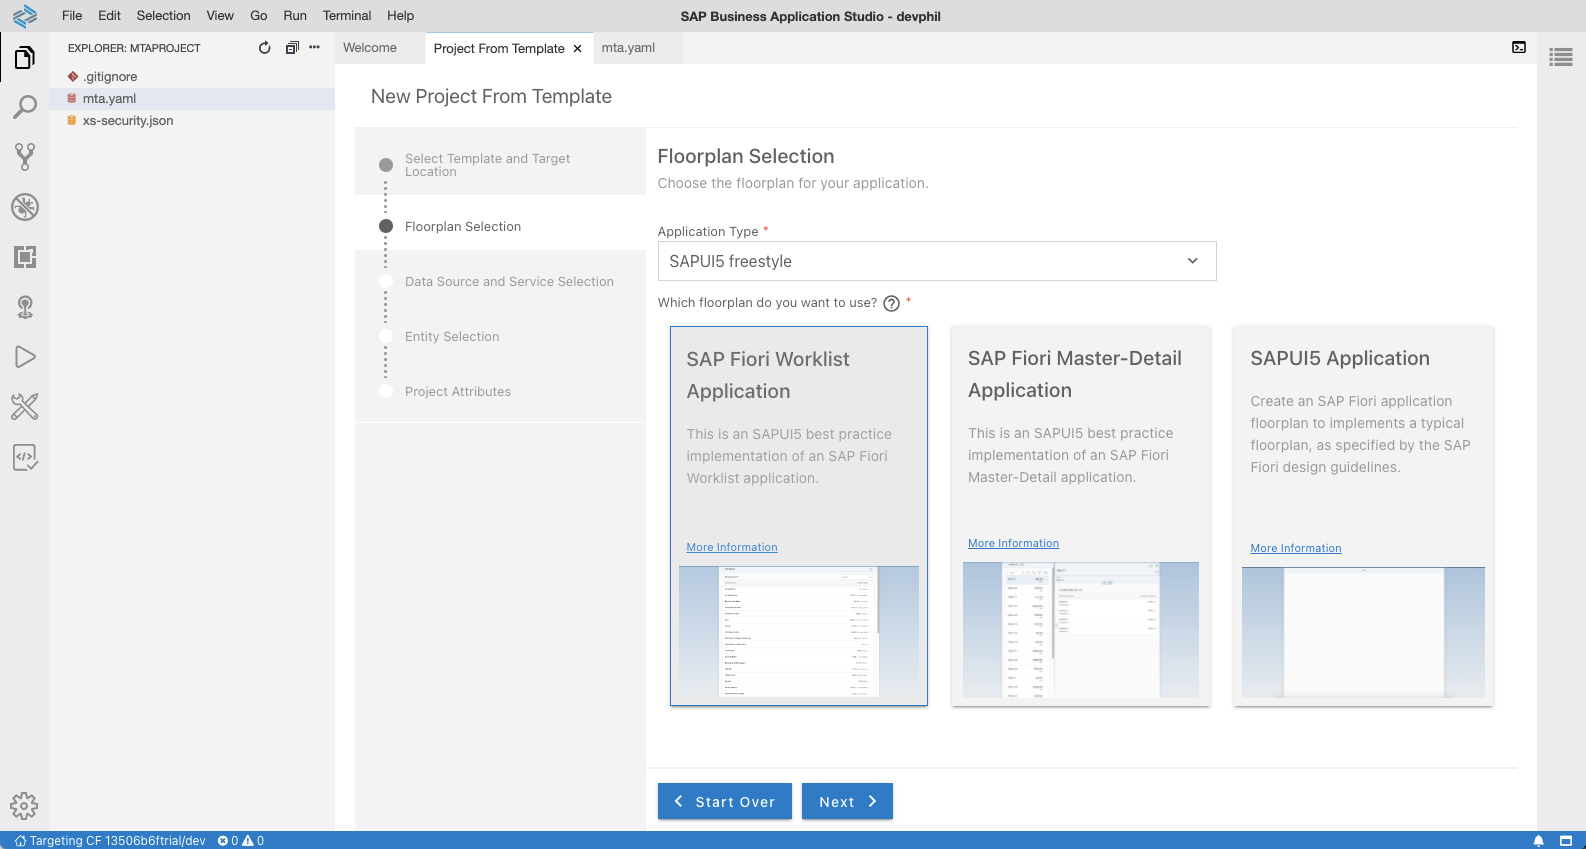 File Edit Selection View Go Run Terminal Help
SAP Business Application Studio - devphil
EXPLORER: MTAPROJECT
.gitignore
mta.yaml
xs-security.json
Welcome
Project From Template
mta.yaml
New Project From Template
Select Template and Target
Location
Floorplan Selection
Data Source and Service Selection
Entity Selection
Project Attributes
Floorplan Selection
Choose the floorplan for your application.
Application Type *
SAPUI5 freestyle
Which floorplan do you want to use? ? *
SAP Fiori Worklist
Application
This is an SAPUI5 best practice
implementation of an SAP Fiori
Worklist application.
More Information
SAP Fiori Master-Detail
Application
This is an SAPUI5 best practice
implementation of an SAP Fiori
Master-Detail application.
More Information
SAPUI5 Application
Create an SAP Fiori application
floorplan to implements a typical
floorplan, as specified by the SAP
Fiori design guidelines.
More Information
Start Over
Next
Targeting CF 13506b6ftrial/dev 0 0